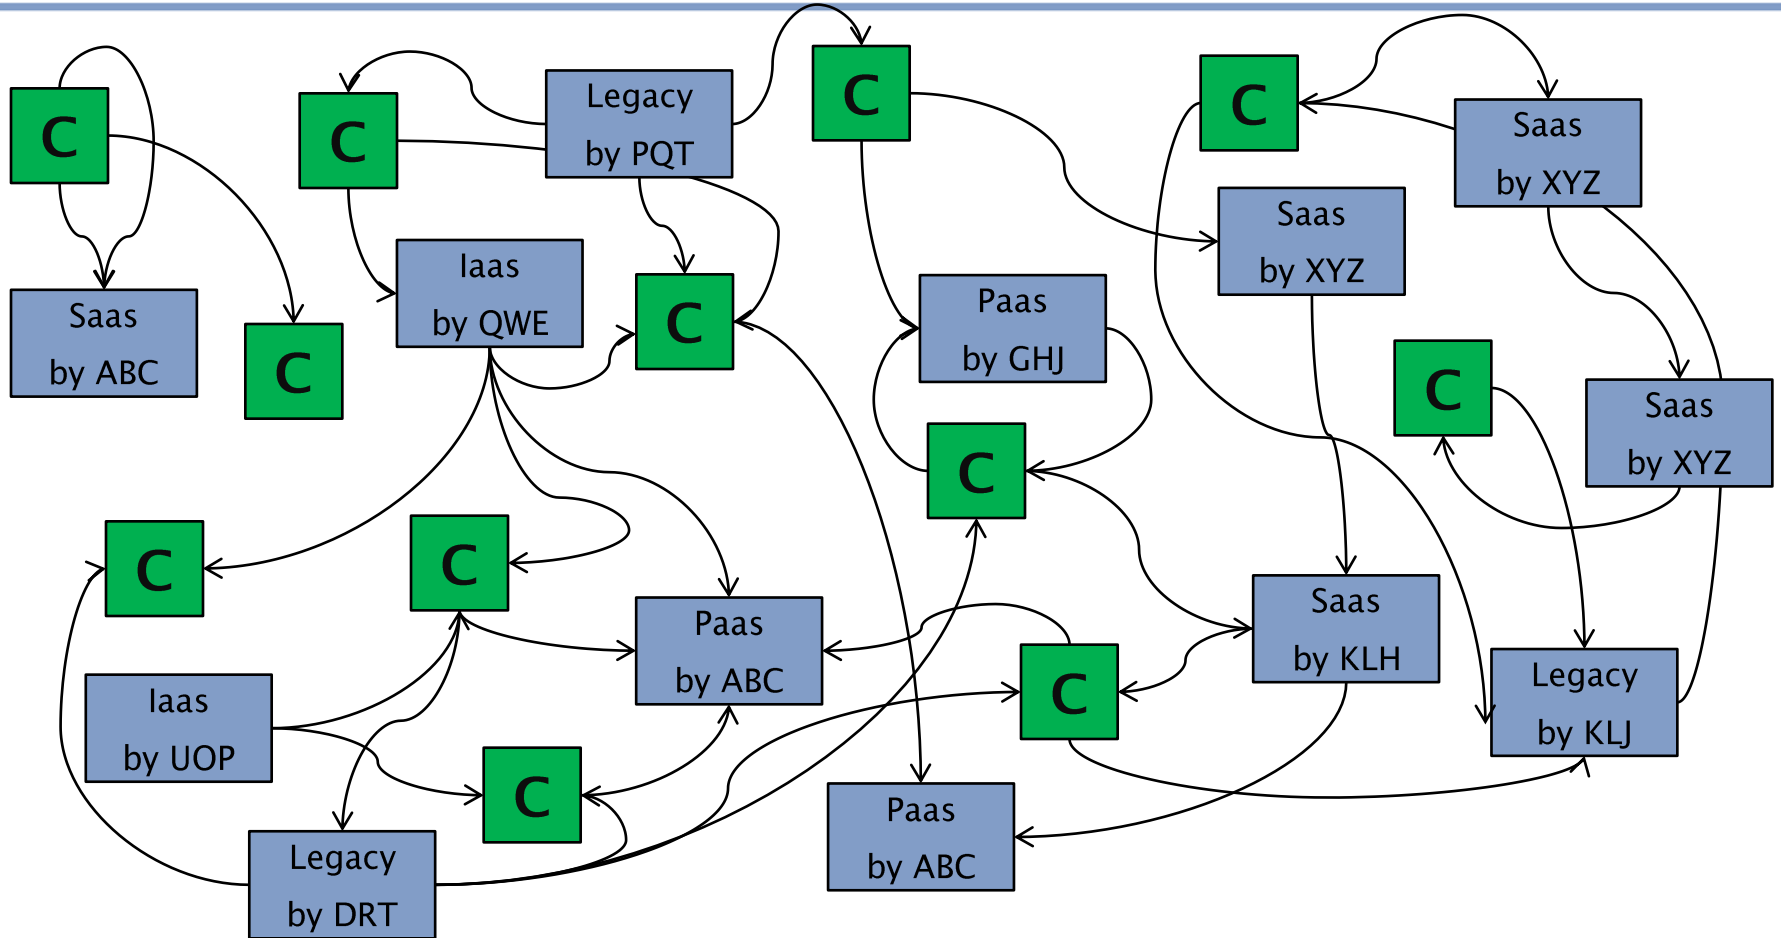 C
Legacy
by PQT
C
C
C
Saas
by XYZ
C
Saas
by XYZ
Iaas
by QWE
Saas
by ABC
C
C
Paas
by GHJ
C
Saas
by XYZ
C
C
C
Paas
by ABC
Saas
by KLH
C
Legacy
by KLJ
Iaas
by UOP
C
Paas
by ABC
Legacy
by DRT